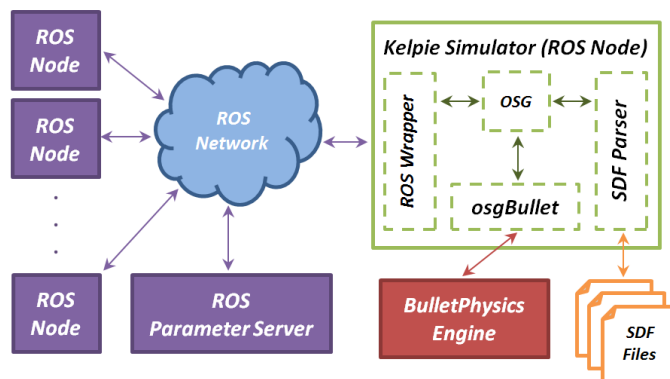 ROS
Node
ROS
Node
ROS
Node
ROS
Network
ROS
Parameter Server
Kelpie Simulator (ROS Node)
ROS Wrapper
OSG
osgBullet
SDF Parser
BulletPhysics
Engine
SDF
Files